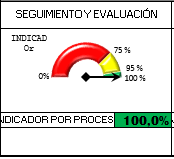 SEGUIMIENTO Y EVALUACIÓN
INDICAD
Or
75 %
95 %
0%
100 %
NDICADOR POR PROCES 100,0%